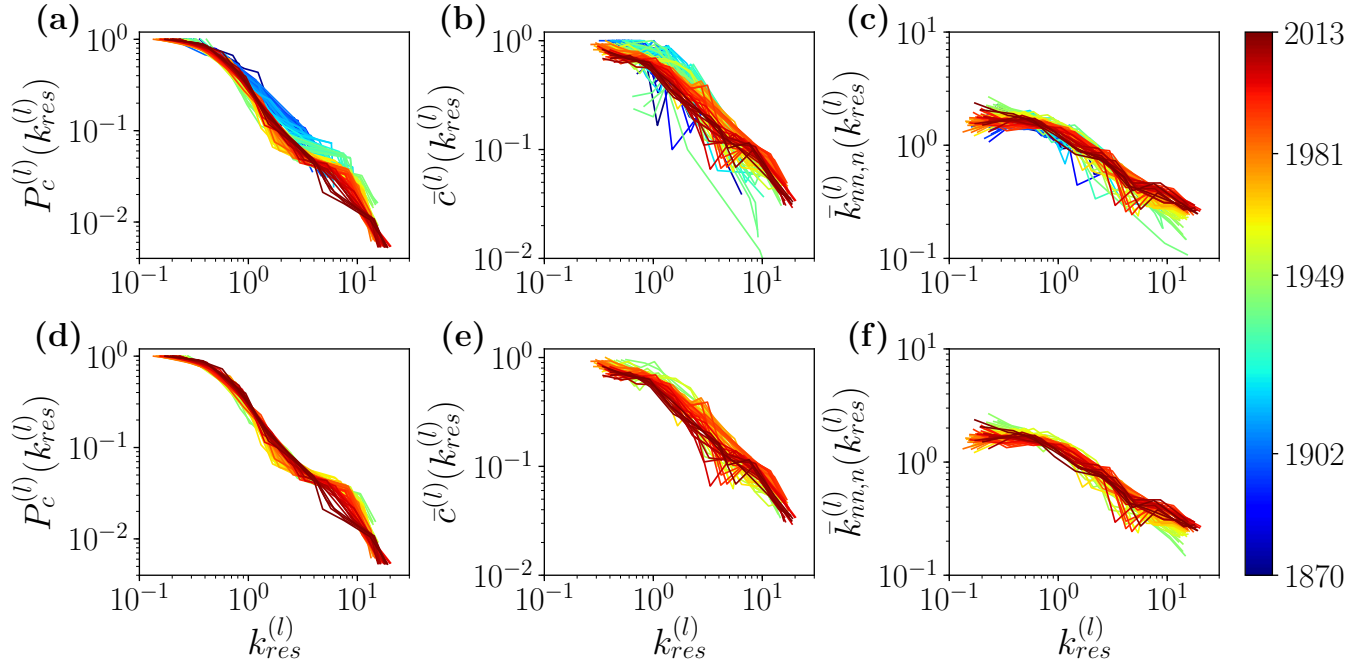 (a)
10^0
10^{-1}
10^{-2}
P_c^{(l)}(k_{res}^{(l)})
10^{-1}
10^0
10^1
(b)
10^0
10^{-1}
10^{-2}
\bar{c}^{(l)}(k_{res}^{(l)})
10^{-1}
10^0
10^1
(c)
10^1
10^0
10^{-1}
\bar{k}_{nn,n}^{(l)}(k_{res}^{(l)})
10^{-1}
10^0
10^1
(d)
10^0
10^{-1}
10^{-2}
P_c^{(l)}(k_{res}^{(l)})
10^{-1}
10^0
10^1
k_{res}^{(l)}
(e)
10^0
10^{-1}
10^{-2}
\bar{c}^{(l)}(k_{res}^{(l)})
10^{-1}
10^0
10^1
k_{res}^{(l)}
(f)
10^1
10^0
10^{-1}
\bar{k}_{nn,n}^{(l)}(k_{res}^{(l)})
10^{-1}
10^0
10^1
k_{res}^{(l)}
2013
1981
1949
1902
1870